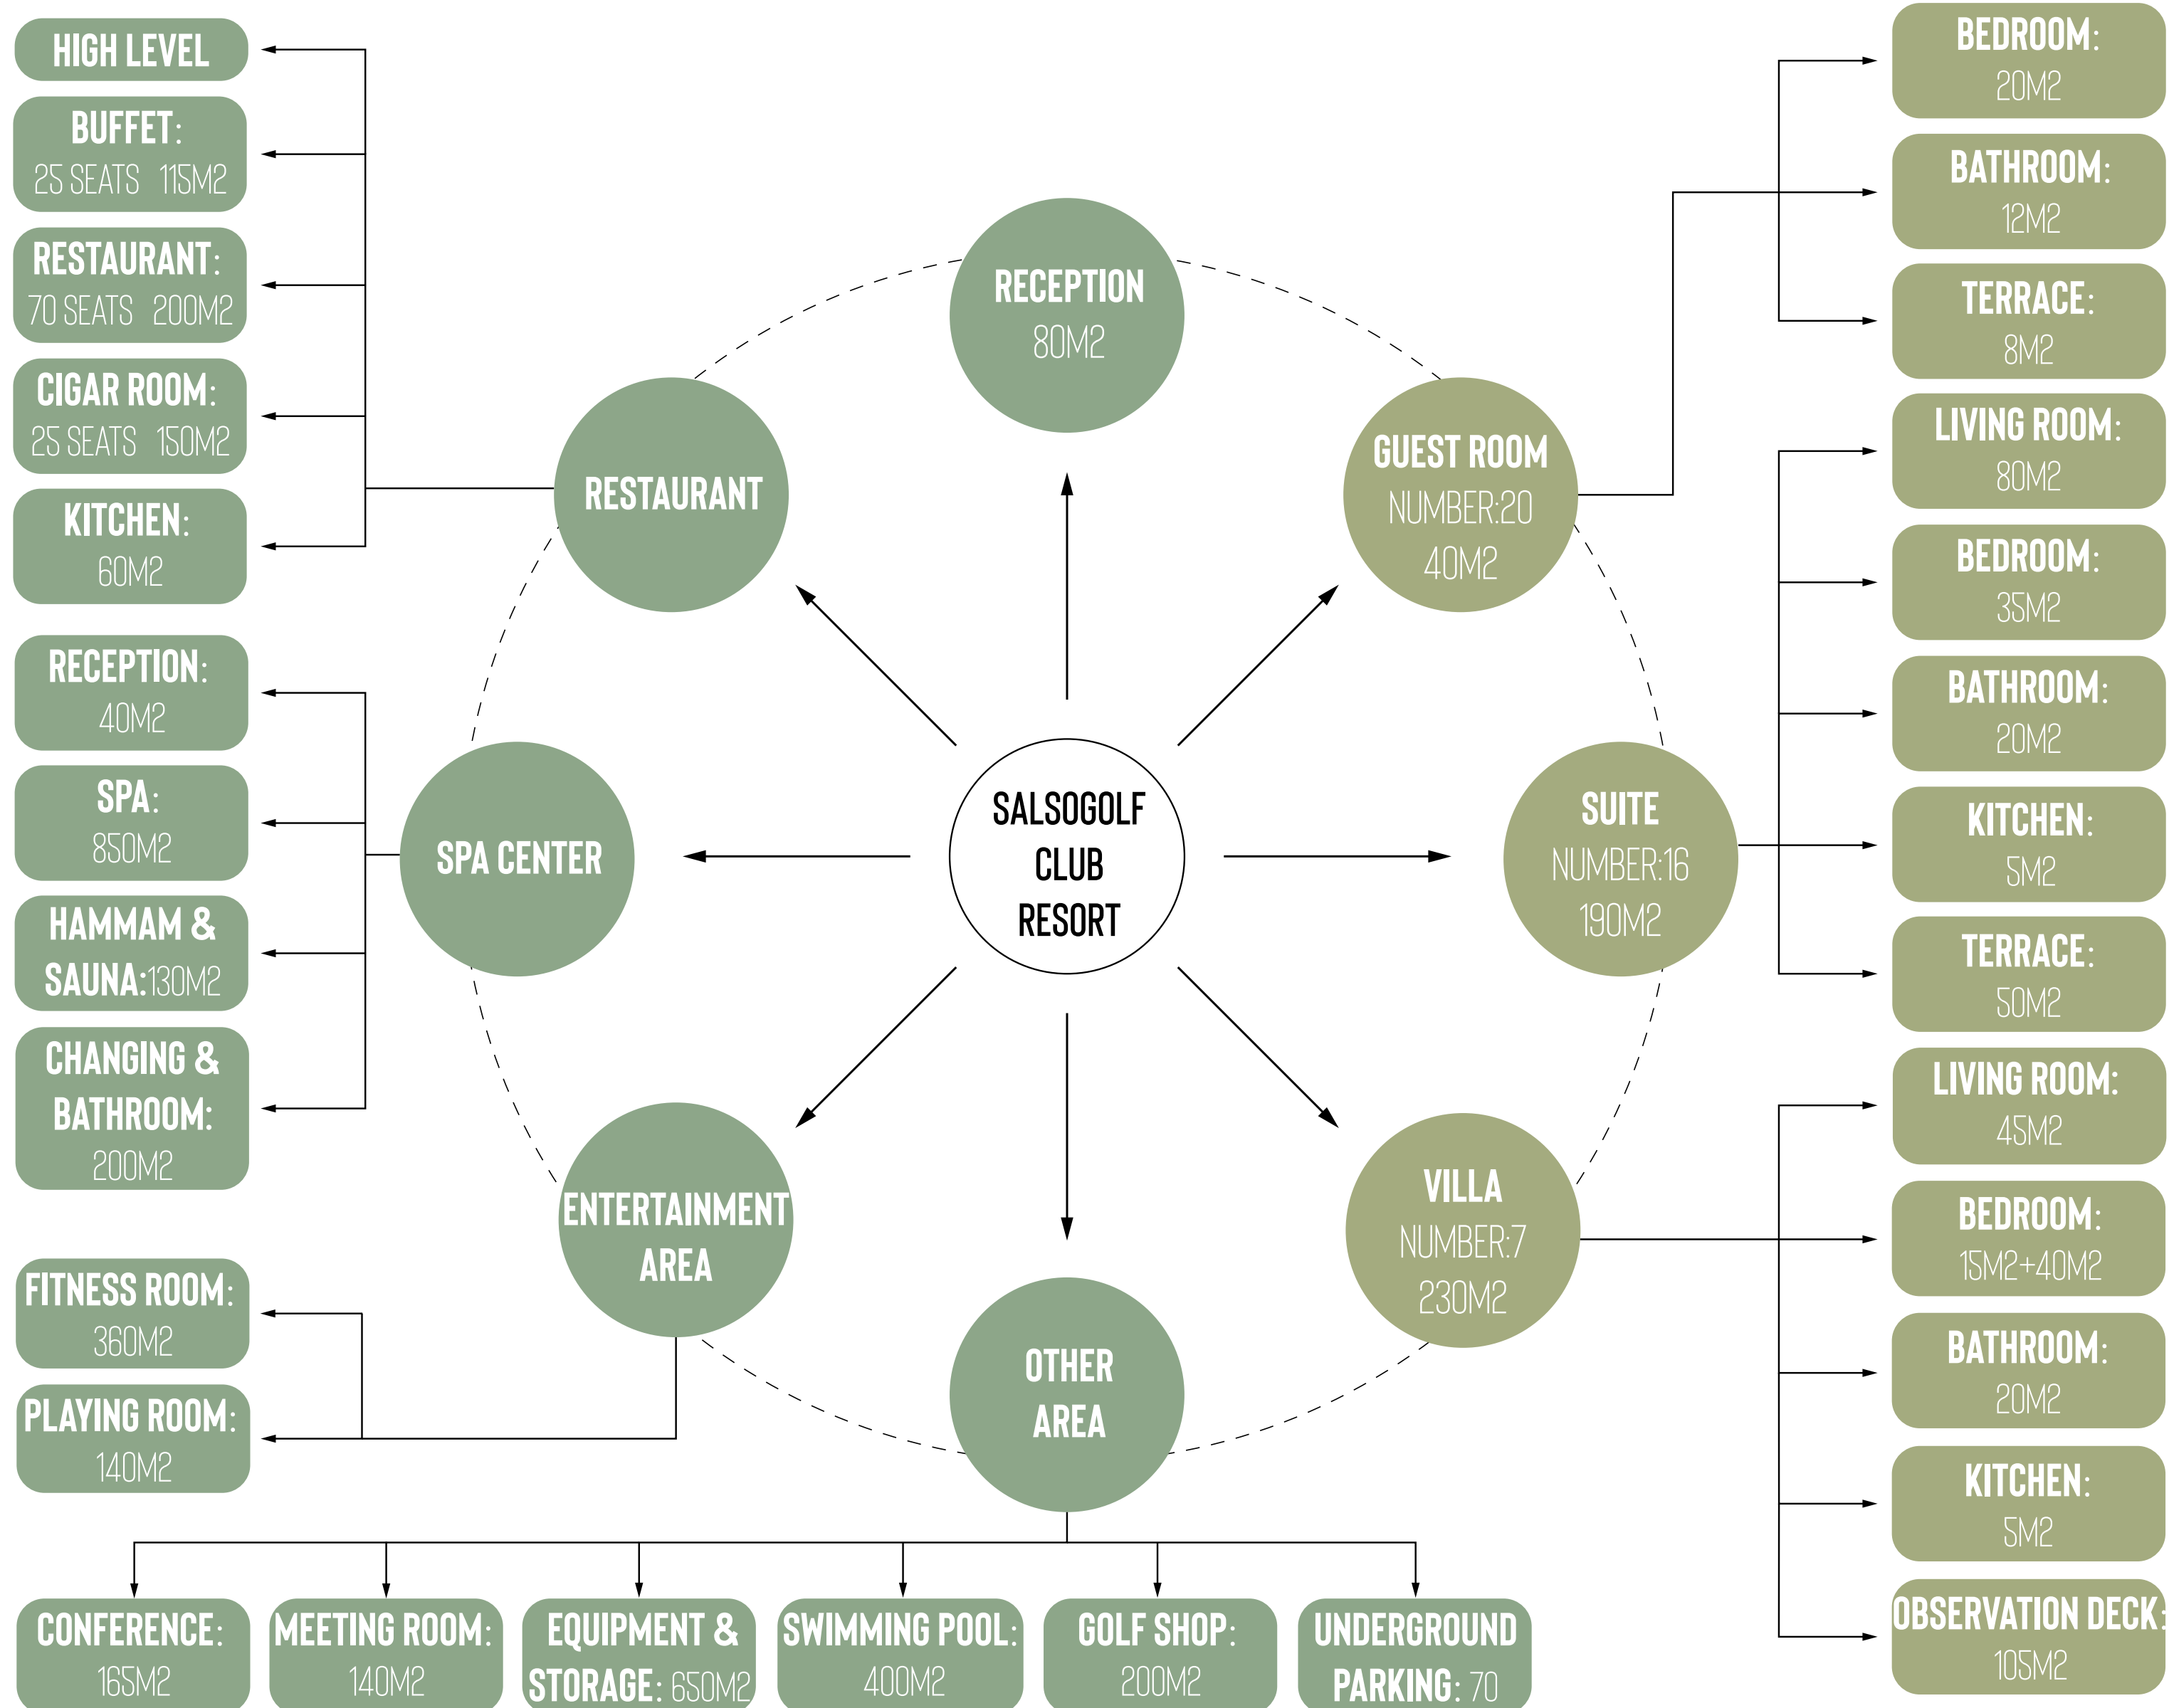 HIGH LEVEL
BUFFET:
25 SEATS 115M2
RESTAURANT:
70 SEATS 200M2
CIGAR ROOM:
25 SEATS 150M2
KITCHEN:
60M2
RECEPTION:
40M2
SPA:
850M2
HAMMAM &
SAUNA:130M2
CHANGING &
BATHROOM:
200M2
FITNESS ROOM:
360M2
PLAYING ROOM:
140M2
RECEPTION
80M2
RESTAURANT
GUEST ROOM
NUMBER:20
40M2
SPA CENTER
SALSOGOLF
CLUB
RESORT
SUITE
NUMBER:16
190M2
ENTERTAINMENT
AREA
VILLA
NUMBER:7
230M2
OTHER
AREA
BEDROOM:
20M2
BATHROOM:
12M2
TERRACE:
8M2
LIVING ROOM:
80M2
BEDROOM:
35M2
BATHROOM:
20M2
KITCHEN:
5M2
TERRACE:
50M2
LIVING ROOM:
45M2
BEDROOM:
15M2+40M2
BATHROOM:
20M2
KITCHEN:
5M2
OBSERVATION DECK:
105M2
CONFERENCE:
165M2
MEETING ROOM:
140M2
EQUIPMENT &
STORAGE: 650M2
SWIMMING POOL:
400M2
GOLF SHOP:
200M2
UNDERGROUND
PARKING: 70